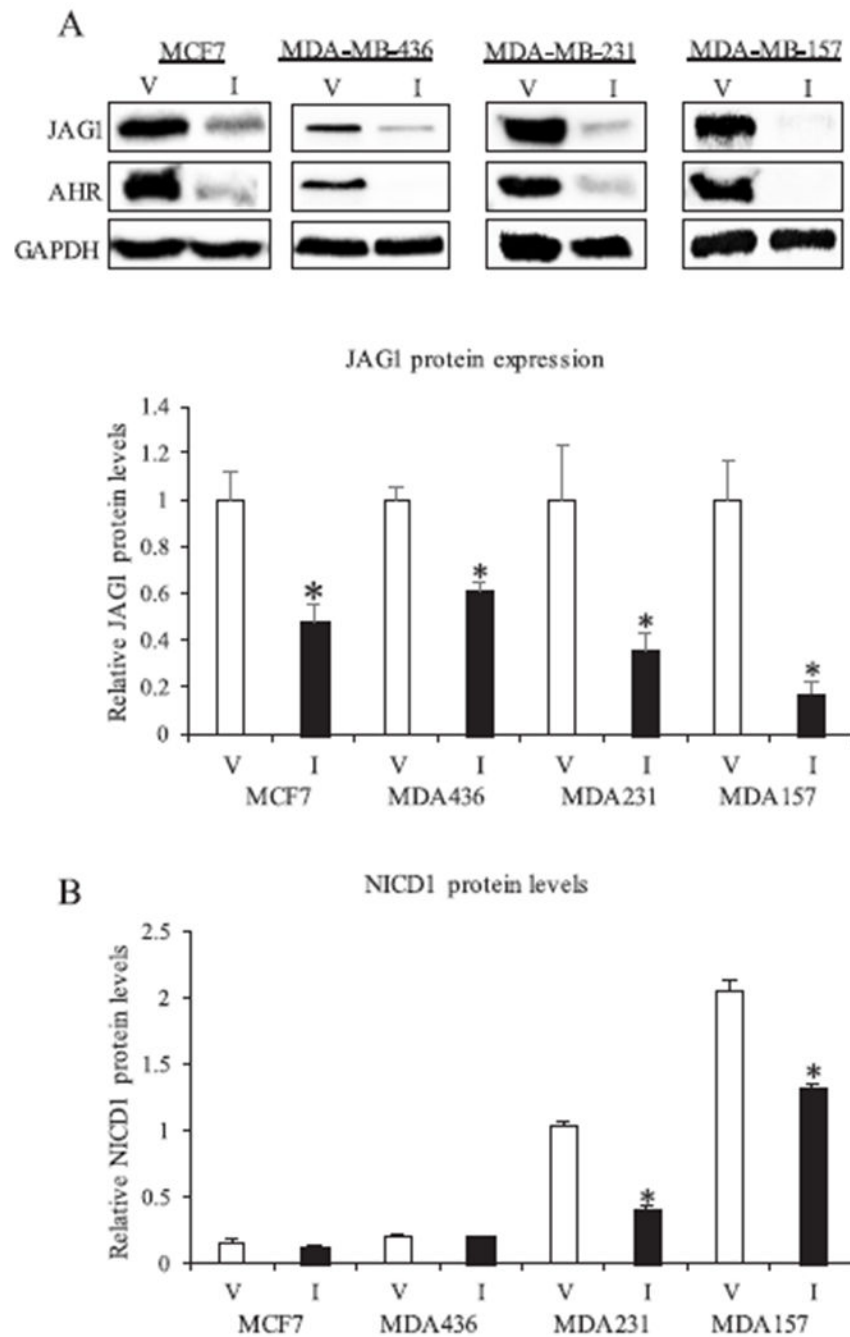 A
MCF7 MDA-MB-436 MDA-MB-231 MDA-MB-157
V I V I V I V I
JAG1
AHR
GAPDH
JAG1 protein expression
Relative JAG1 protein levels
1.4
1.2
1
0.8
0.6
0.4
0.2
0
* * * *
V I V I V I V I
MCF7 MDA436 MDA231 MDA157
B
NICD1 protein levels
Relative NICD1 protein levels
2.5
2
1.5
1
0.5
0
* *
V I V I V I V I
MCF7 MDA436 MDA231 MDA157